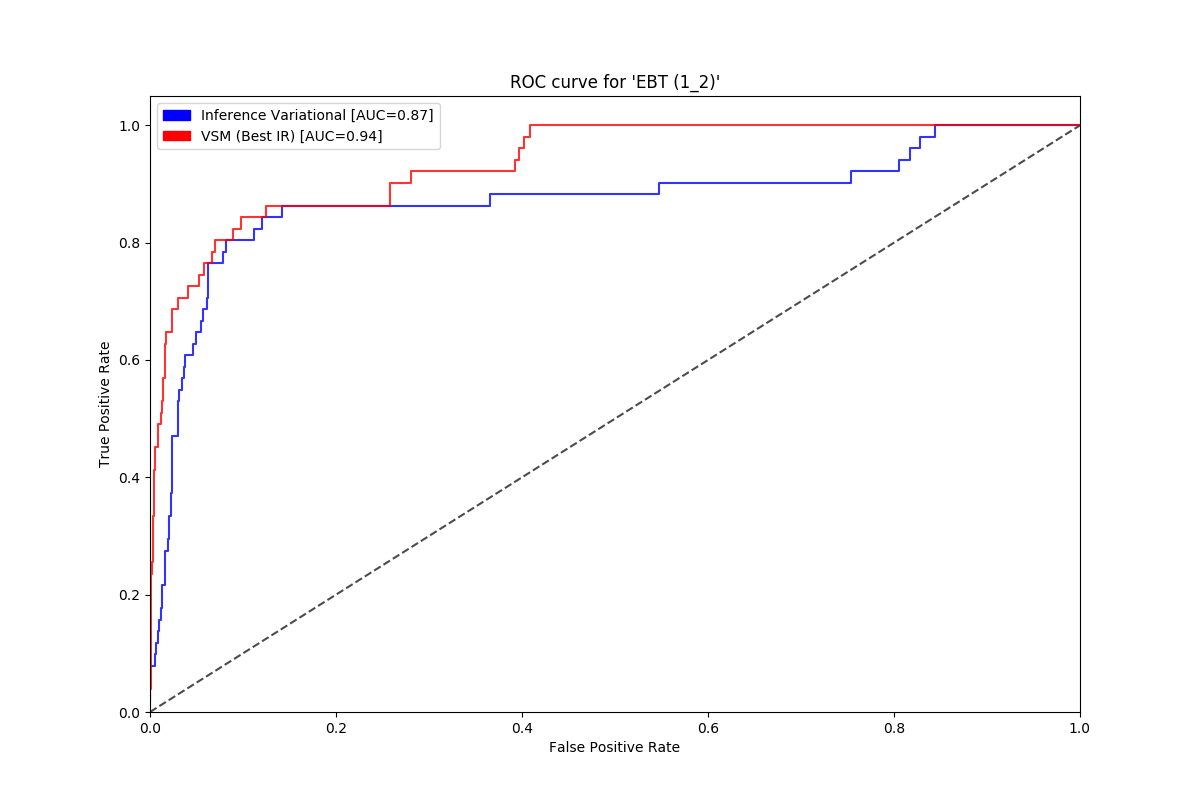 ROC curve for 'EBT (1_2)'
Inference Variational [AUC=0.87]
VSM (Best IR) [AUC=0.94]
1.0
0.8
0.6
0.4
0.2
0.0
True Positive Rate
0.0 0.2 0.4 0.6 0.8 1.0
False Positive Rate